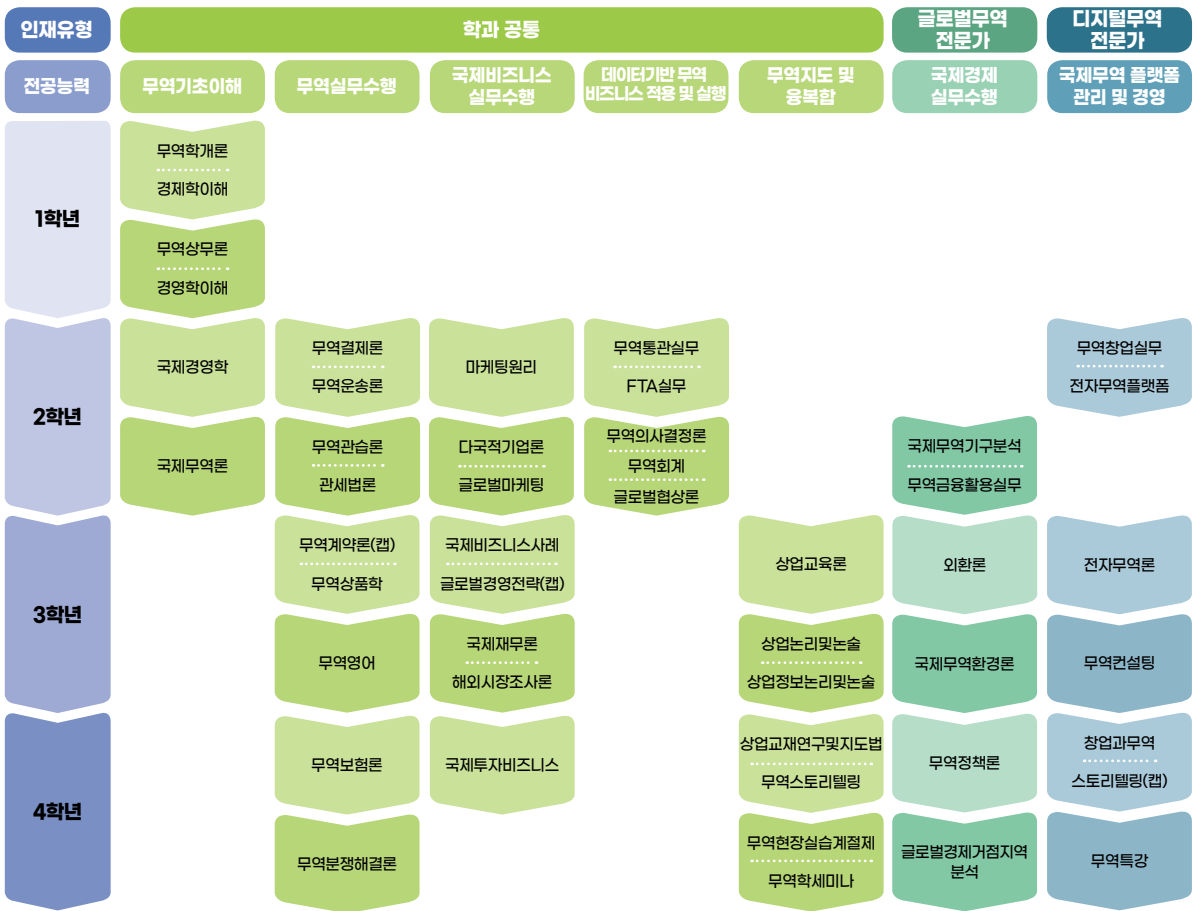 인재유형
학과 공통
글로벌무역
전문가
디지털무역
전문가
전공능력
무역기초이해
무역실무수행
국제비즈니스
실무수행
데이터기반 무역
비즈니스 적용 및 실행
무역지도 및
융복합
국제경제
실무수행
국제무역 플랫폼
관리 및 경영
1학년
무역학개론
경제학이해
무역상무론
경영학이해
2학년
국제경영학
무역결제론
무역운송론
마케팅원리
무역통관실무
FTA실무
무역창업실무
전자무역플랫폼
국제무역론
무역관습론
관세법론
다국적기업론
글로벌마케팅
무역의사결정론
무역회계
글로벌협상론
국제무역기구분석
무역금융활용실무
3학년
무역계약론(캡)
무역상품학
국제비즈니스사례
글로벌경영전략(캡)
상업교육론
외환론
전자무역론
무역영어
국제재무론
해외시장조사론
상업논리및논술
상업정보논리및논술
국제무역환경론
무역컨설팅
4학년
무역보험론
국제투자비즈니스
상업교재연구및지도법
무역스토리텔링
무역정책론
창업과무역
스토리텔링(캡)
무역분쟁해결론
무역현장실습계절제
무역학세미나
글로벌경제거점지역
분석
무역특강